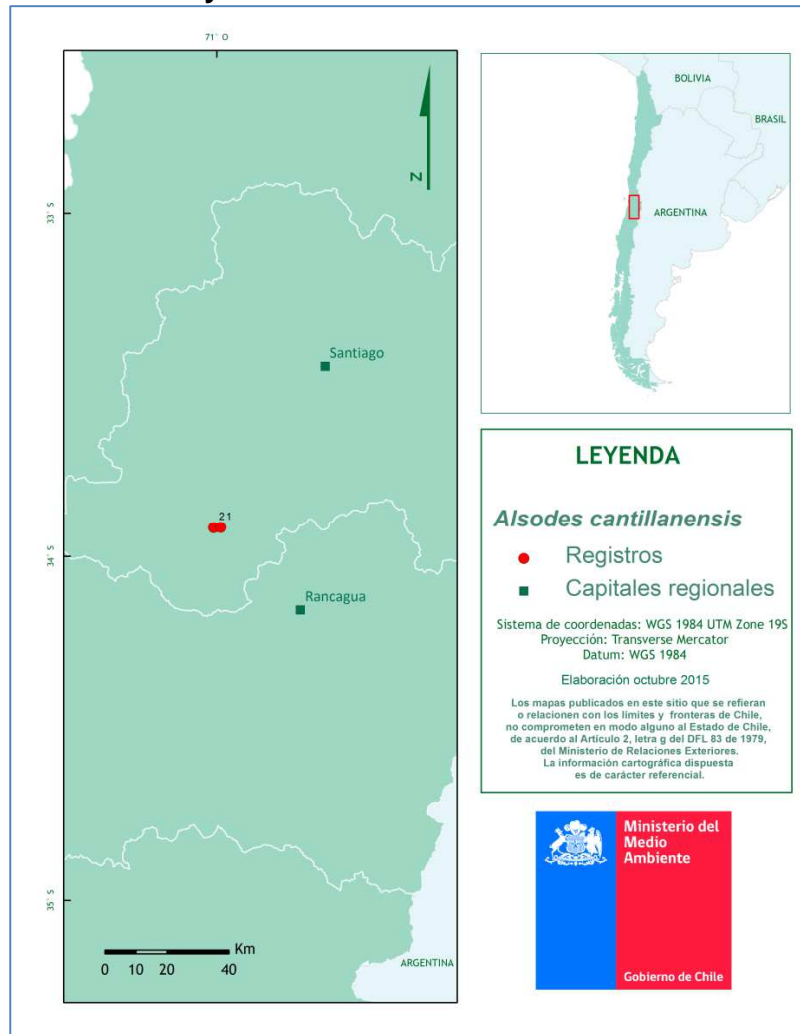 71° O
N
33° S
Santiago
21
34° S
Rancagua
35° S
Km
0 10 20 40
ARGENTINA
BOLIVIA
BRASIL
ARGENTINA
LEYENDA
Alsodes cantillanensis
Registros
Capitales regionales
Sistema de coordenadas: WGS 1984 UTM Zone 19S
Proyección: Transverse Mercator
Datum: WGS 1984
Elaboración octubre 2015
Los mapas publicados en este sitio que se refieran
o relacionen con los límites y fronteras de Chile,
no comprometen en modo alguno al Estado de Chile,
de acuerdo al Artículo 2, letra g del DFL 83 de 1979,
del Ministerio de Relaciones Exteriores.
La información cartográfica dispuesta
es de carácter referencial.
Ministerio del
Medio
Ambiente
Gobierno de Chile